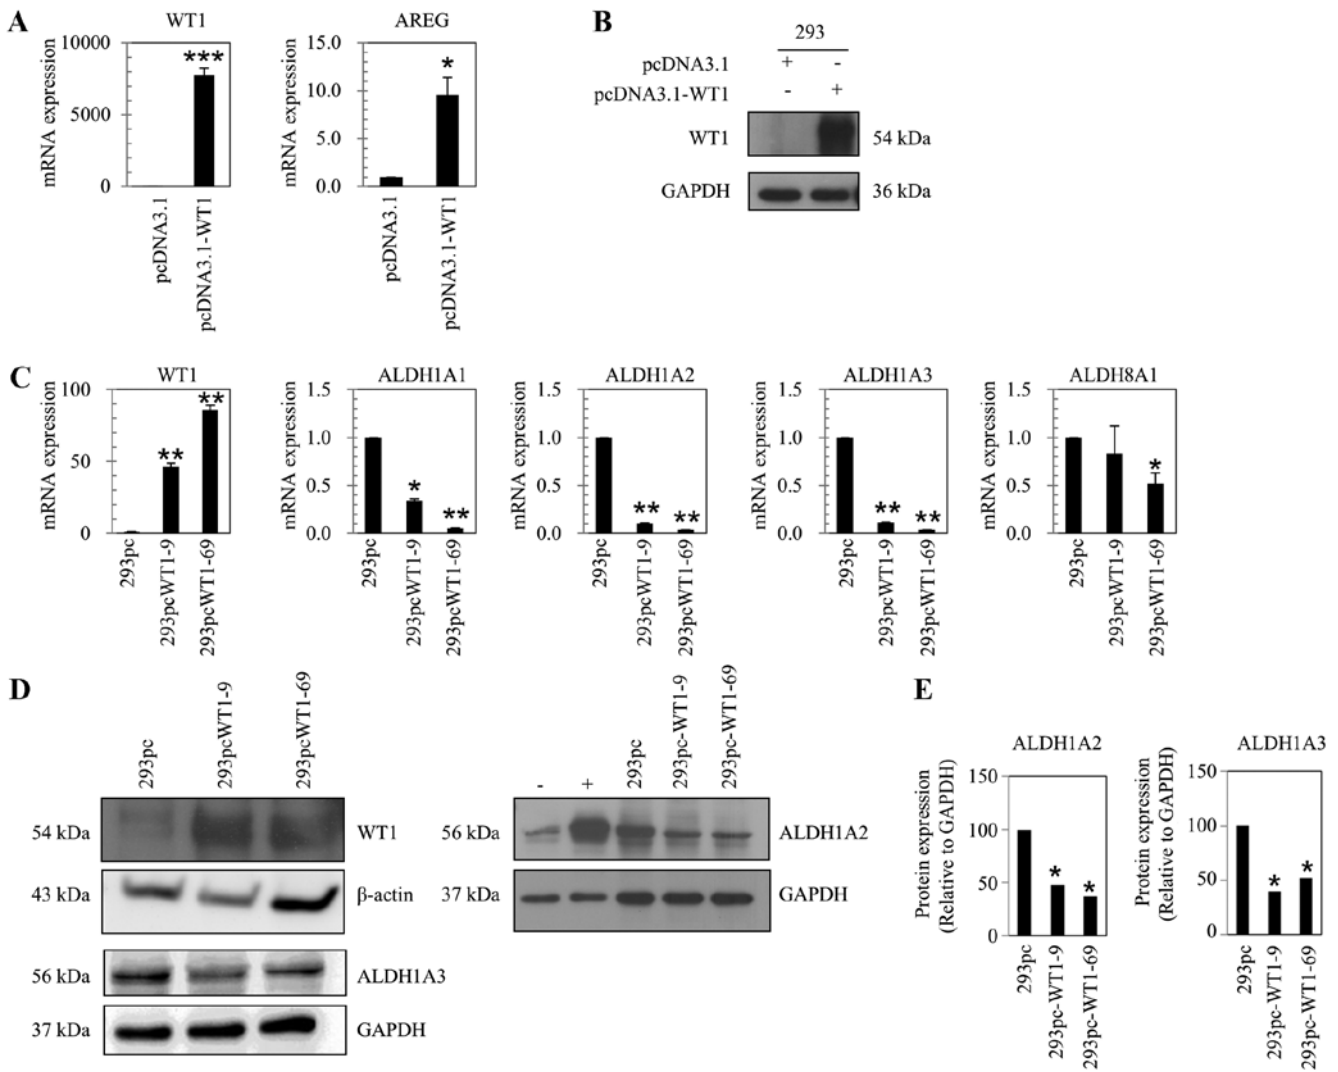 A
WT1
mRNA expression
10000
5000
0
***
pcDNA3.1
pcDNA3.1-WT1
AREG
mRNA expression
15.0
10.0
5.0
0.0
*
pcDNA3.1
pcDNA3.1-WT1
B
293
pcDNA3.1 + -
pcDNA3.1-WT1 - +
WT1 54 kDa
GAPDH 36 kDa
C
WT1
mRNA expression
100
50
0
**
**
293pc
293pcWT1-9
293pcWT1-69
ALDH1A1
mRNA expression
1.5
1.0
0.5
0.0
*
**
293pc
293pcWT1-9
293pcWT1-69
ALDH1A2
mRNA expression
1.5
1.0
0.5
0.0
**
**
293pc
293pcWT1-9
293pcWT1-69
ALDH1A3
mRNA expression
1.5
1.0
0.5
0.0
**
**
293pc
293pcWT1-9
293pcWT1-69
ALDH8A1
mRNA expression
1.5
1.0
0.5
0.0
*
293pc
293pcWT1-9
293pcWT1-69
D
293pc
293pcWT1-9
293pcWT1-69
54 kDa WT1
43 kDa β-actin
56 kDa ALDH1A3
37 kDa GAPDH
-
+
293pc
293pc-WT1-9
293pc-WT1-69
56 kDa ALDH1A2
37 kDa GAPDH
E
ALDH1A2
Protein expression
(Relative to GAPDH)
150
100
50
0
*
*
293pc
293pc-WT1-9
293pc-WT1-69
ALDH1A3
Protein expression
(Relative to GAPDH)
150
100
50
0
*
*
293pc
293pc-WT1-9
293pc-WT1-69